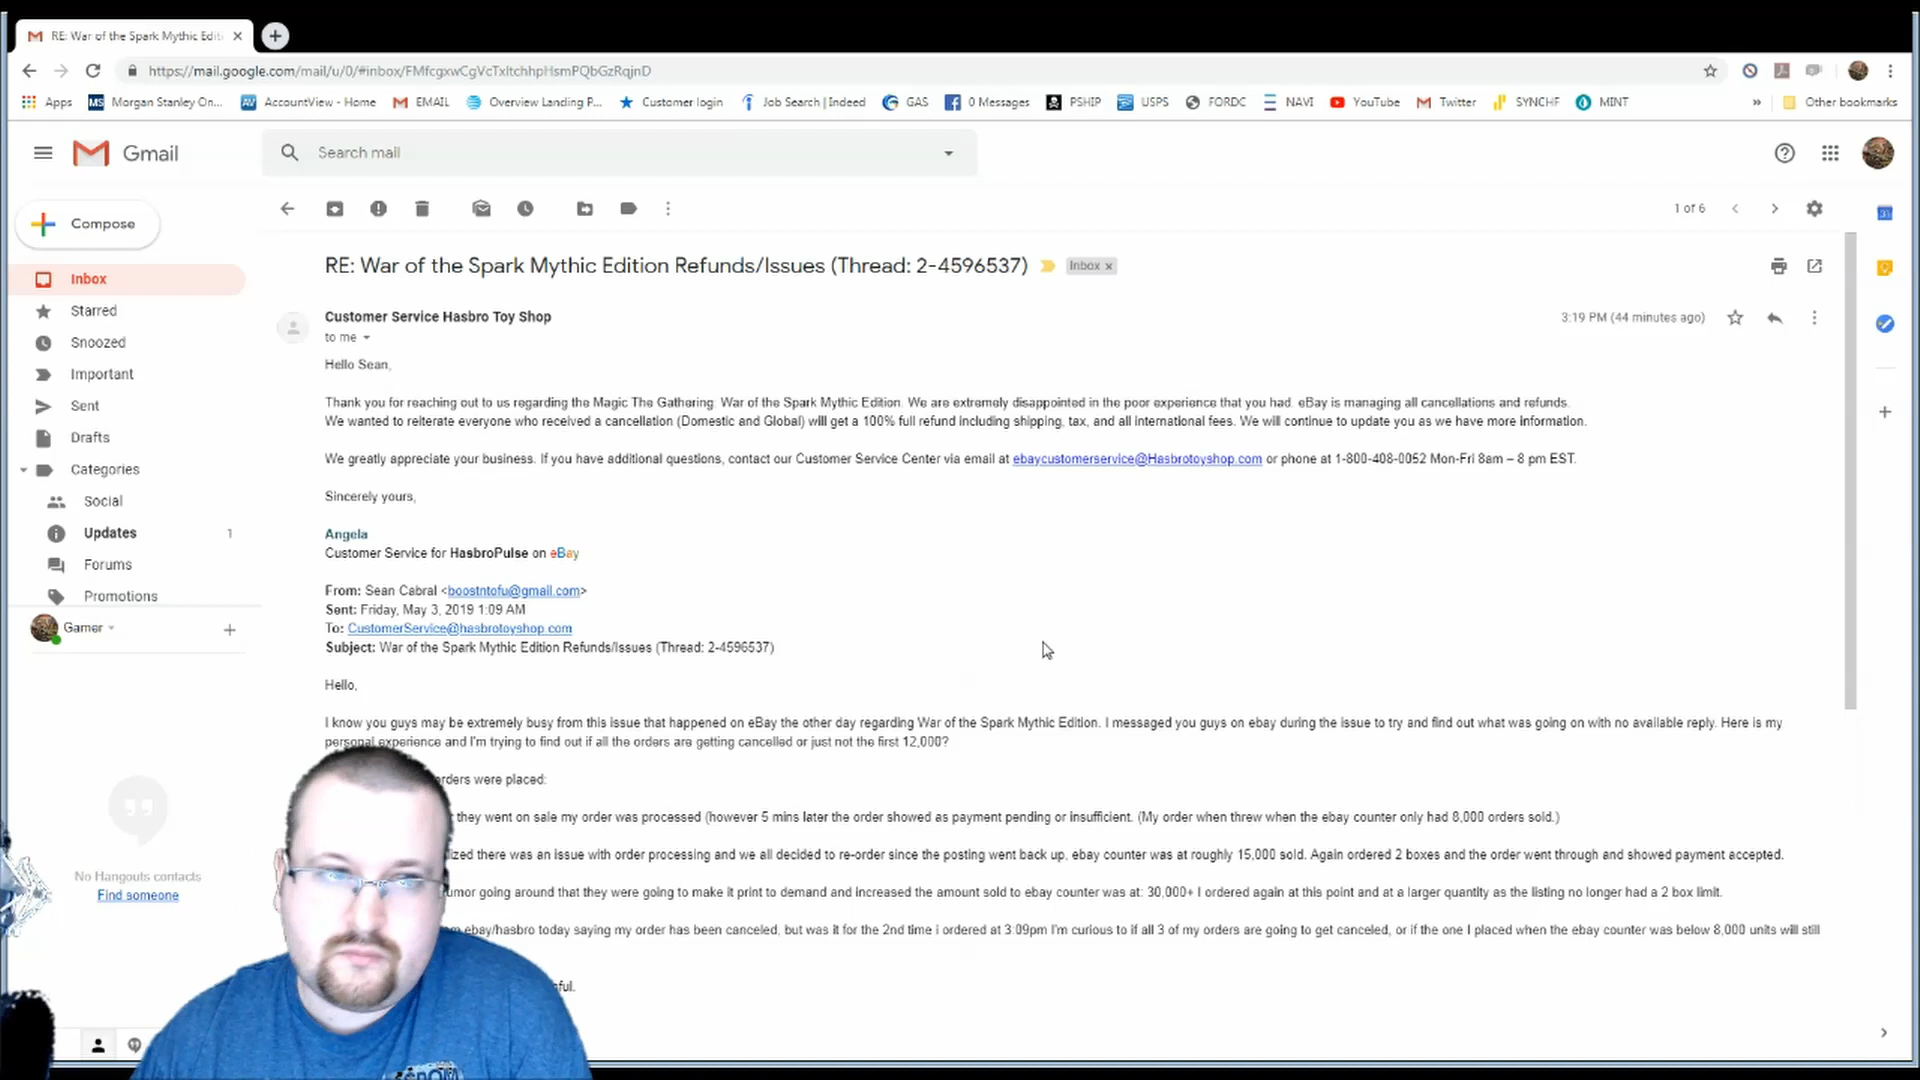 RE: War of the Spark Mythic Editi
https://mail.google.com/mail/u/0/#inbox/FMfcgxwCgVcTxltchhpHsmPQbGzRqjnD
Apps Morgan Stanley On... AccountView - Home EMAIL Overview Landing P... Customer login Job Search | Indeed GAS 0 Messages PSHIP USPS FORDC NAVI YouTube Twitter SYNCHF MINT » Other bookmarks
Gmail
Search mail
Compose
1 of 6
Inbox
Starred
Snoozed
Important
Sent
Drafts
Categories
Social
Updates 1
Forums
Promotions
Gamer
No Hangouts contacts
Find someone
RE: War of the Spark Mythic Edition Refunds/Issues (Thread: 2-4596537) Inbox x
Customer Service Hasbro Toy Shop 3:19 PM (44 minutes ago)
to me
Hello Sean,
Thank you for reaching out to us regarding the Magic The Gathering: War of the Spark Mythic Edition. We are extremely disappointed in the poor experience that you had. eBay is managing all cancellations and refunds.
We wanted to reiterate everyone who received a cancellation (Domestic and Global) will get a 100% full refund including shipping, tax, and all international fees. We will continue to update you as we have more information.
We greatly appreciate your business. If you have additional questions, contact our Customer Service Center via email at ebaycustomerservice@Hasbrotoyshop.com or phone at 1-800-408-0052 Mon-Fri 8am – 8 pm EST.
Sincerely yours,
Angela
Customer Service for HasbroPulse on eBay
From: Sean Cabral <boostntofu@gmail.com>
Sent: Friday, May 3, 2019 1:09 AM
To: CustomerService@hasbrotoyshop.com
Subject: War of the Spark Mythic Edition Refunds/Issues (Thread: 2-4596537)
Hello,
I know you guys may be extremely busy from this issue that happened on eBay the other day regarding War of the Spark Mythic Edition. I messaged you guys on ebay during the issue to try and find out what was going on with no available reply. Here is my
personal experience and I'm trying to find out if all the orders are getting cancelled or just not the first 12,000?
orders were placed:
they went on sale my order was processed (however 5 mins later the order showed as payment pending or insufficient. (My order when threw when the ebay counter only had 8,000 orders sold.)
there was an issue with order processing and we all decided to re-order since the posting went back up, ebay counter was at roughly 15,000 sold. Again ordered 2 boxes and the order went through and showed payment accepted.
going around that they were going to make it print to demand and increased the amount sold to ebay counter was at: 30,000+ I ordered again at this point and at a larger quantity as the listing no longer had a 2 box limit.
ebay/hasbro today saying my order has been canceled, but was it for the 2nd time i ordered at 3:09pm I'm curious to if all 3 of my orders are going to get canceled, or if the one I placed when the ebay counter was below 8,000 units will still